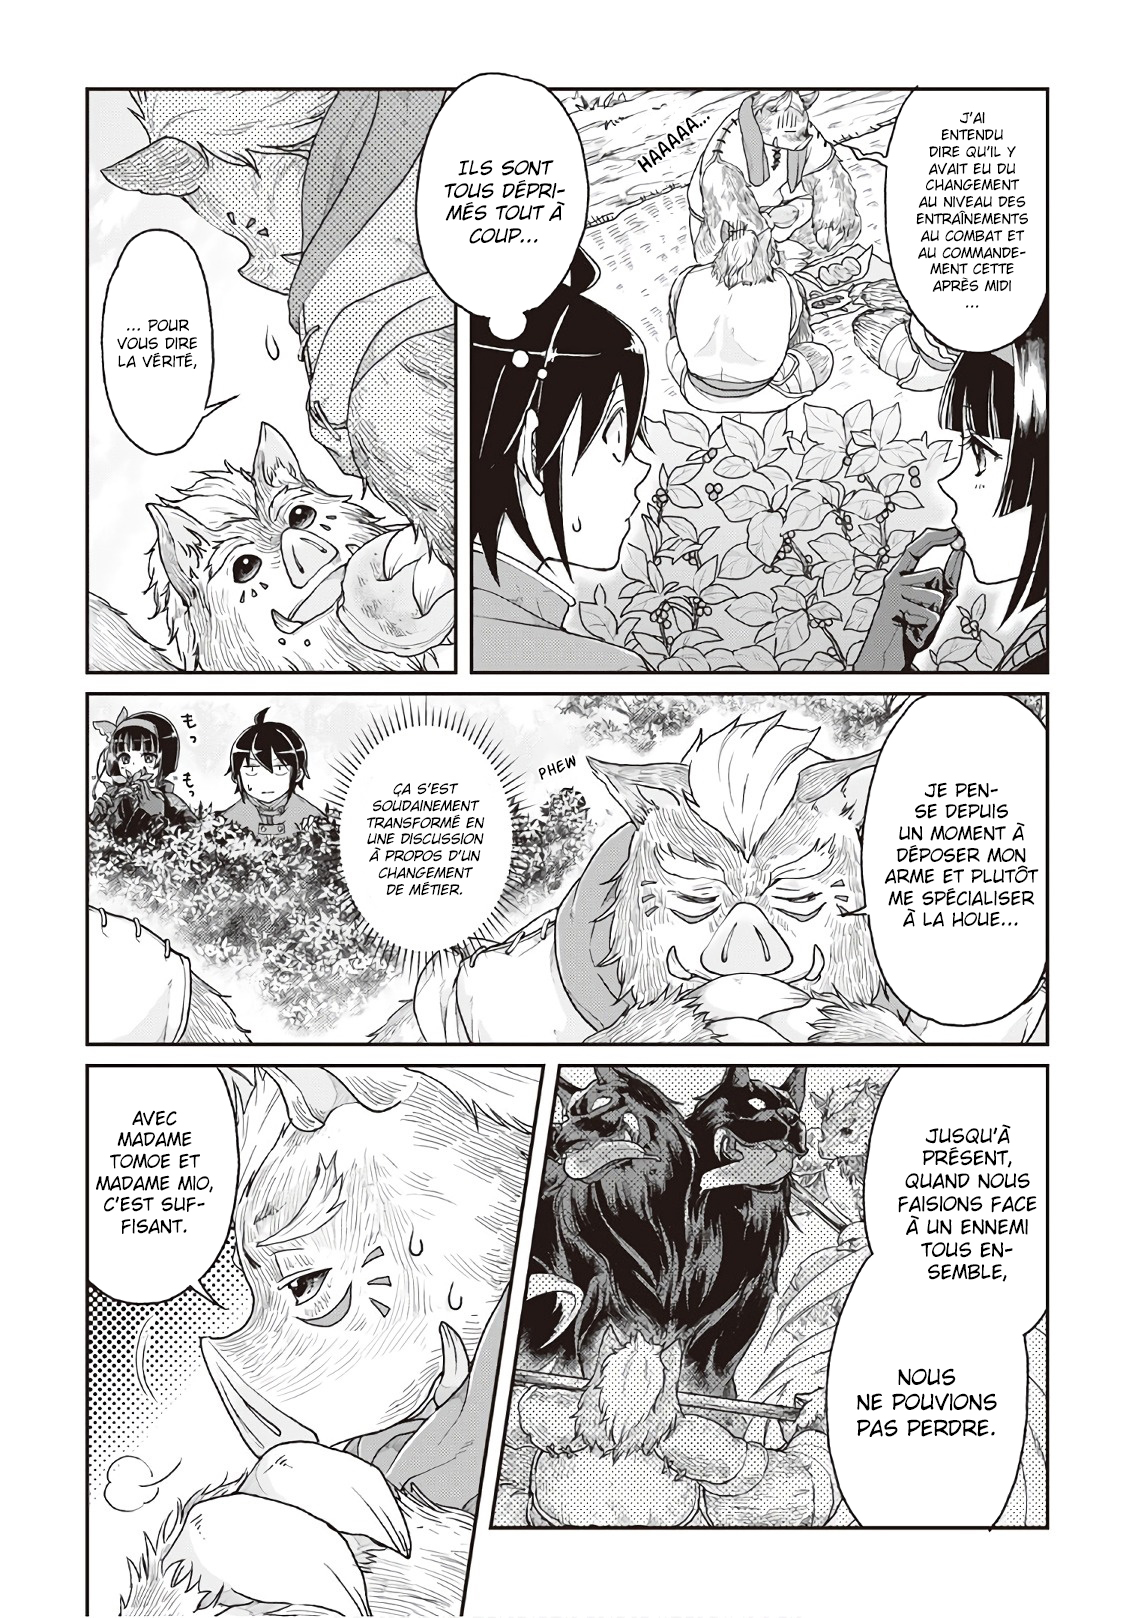 J'AI
ENTENDU
DIRE QU'IL Y
AVAIT EU DU
CHANGEMENT
AU NIVEAU DES
ENTRAÎNEMENTS
AU COMBAT ET
AU COMMANDE-
MENT CETTE
APRÈS MIDI
...
HAAAAA...
ILS SONT
TOUS DÉPRI-
MÉS TOUT À
COUP...
... POUR
VOUS DIRE
LA VÉRITÉ,
JE PEN-
SE DEPUIS
UN MOMENT À
DÉPOSER MON
ARME ET PLUTÔT
ME SPÉCIALISER
À LA HOUE...
PHEW
ÇA S'EST
SOUDAINEMENT
TRANSFORMÉ EN
UNE DISCUSSION
À PROPOS D'UN
CHANGEMENT
DE MÉTIER.
もっ
もっ
JUSQU'À
PRÉSENT,
QUAND NOUS
FAISIONS FACE
À UN ENNEMI
TOUS EN-
SEMBLE,
NOUS
NE POUVIONS
PAS PERDRE.
AVEC
MADAME
TOMOE ET
MADAME MIO,
C'EST SUF-
FISANT.